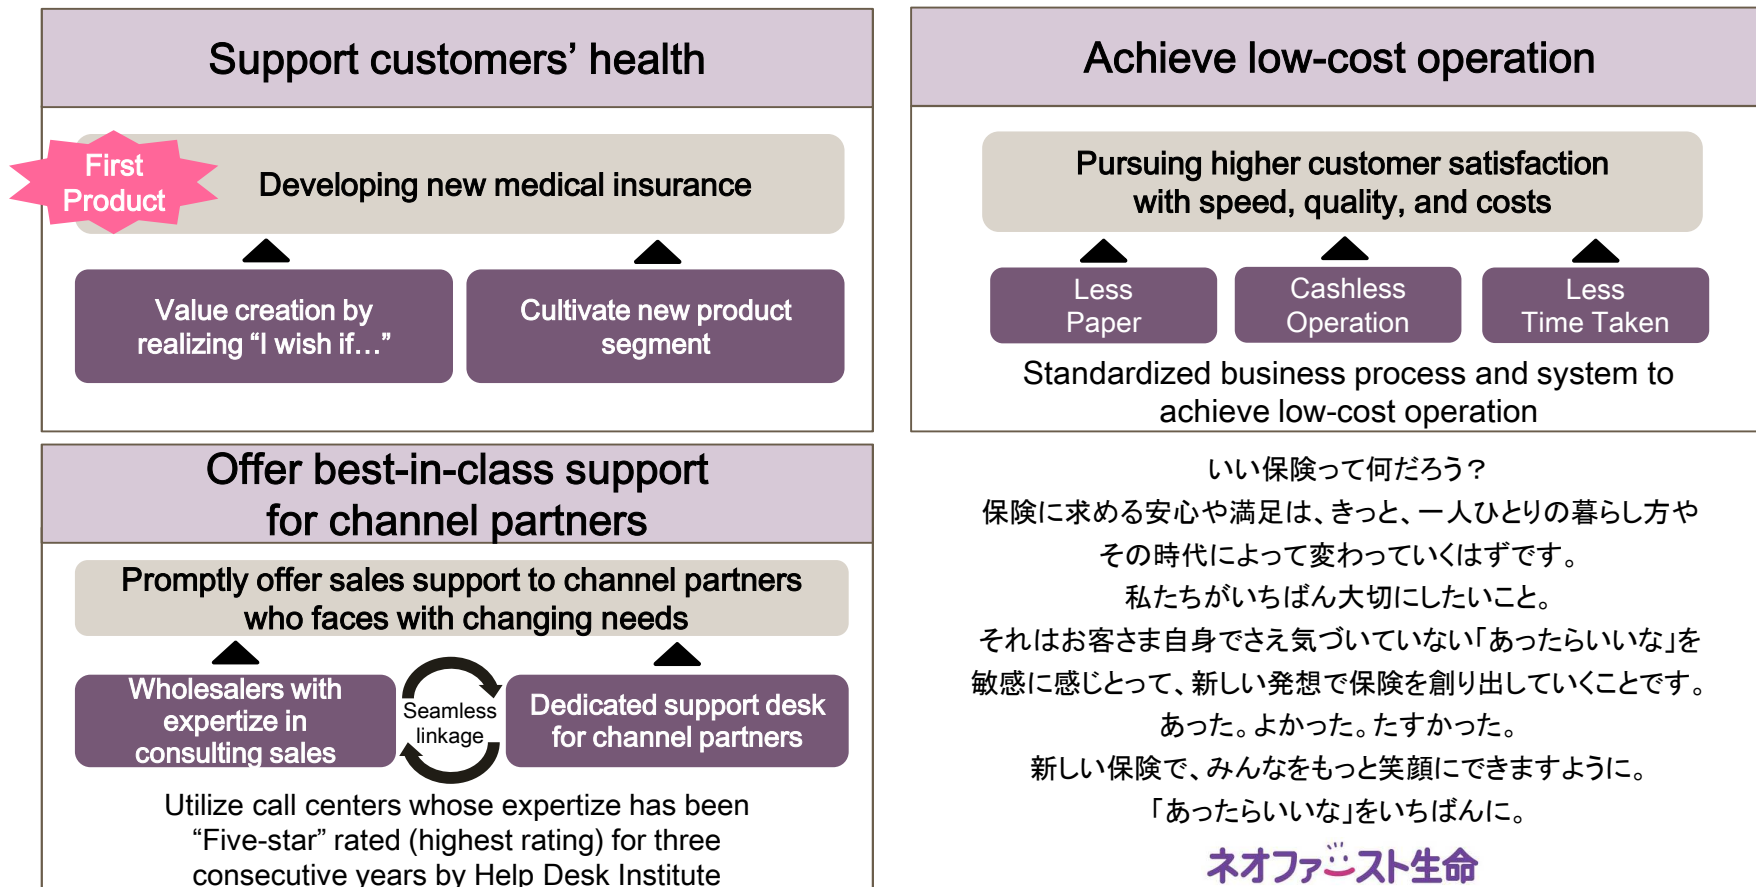 Support customers’ health
First
Product
Developing new medical insurance
Value creation by
realizing “I wish if…”
Cultivate new product
segment
Achieve low-cost operation
Pursuing higher customer satisfaction
with speed, quality, and costs
Less
Paper
Cashless
Operation
Less
Time Taken
Standardized business process and system to
achieve low-cost operation
Offer best-in-class support
for channel partners
Promptly offer sales support to channel partners
who faces with changing needs
Wholesalers with
expertize in
consulting sales
Seamless
linkage
Dedicated support desk
for channel partners
Utilize call centers whose expertize has been
“Five-star” rated (highest rating) for three
consecutive years by Help Desk Institute
いい保険って何だろう？
保険に求める安心や満足は、きっと、一人ひとりの暮らし方や
その時代によって変わっていくはずです。
私たちがいちばん大切にしたいこと。
それはお客さま自身でさえ気づいていない「あったらいいな」を
敏感に感じとって、新しい発想で保険を創り出していくことです。
あった。よかった。たすかった。
新しい保険で、みんなをもっと笑顔にできますように。
「あったらいいな」をいちばんに。
ネオファースト生命